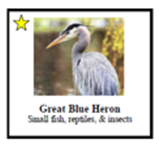 Great Blue Heron
Small fish, reptiles, & insects